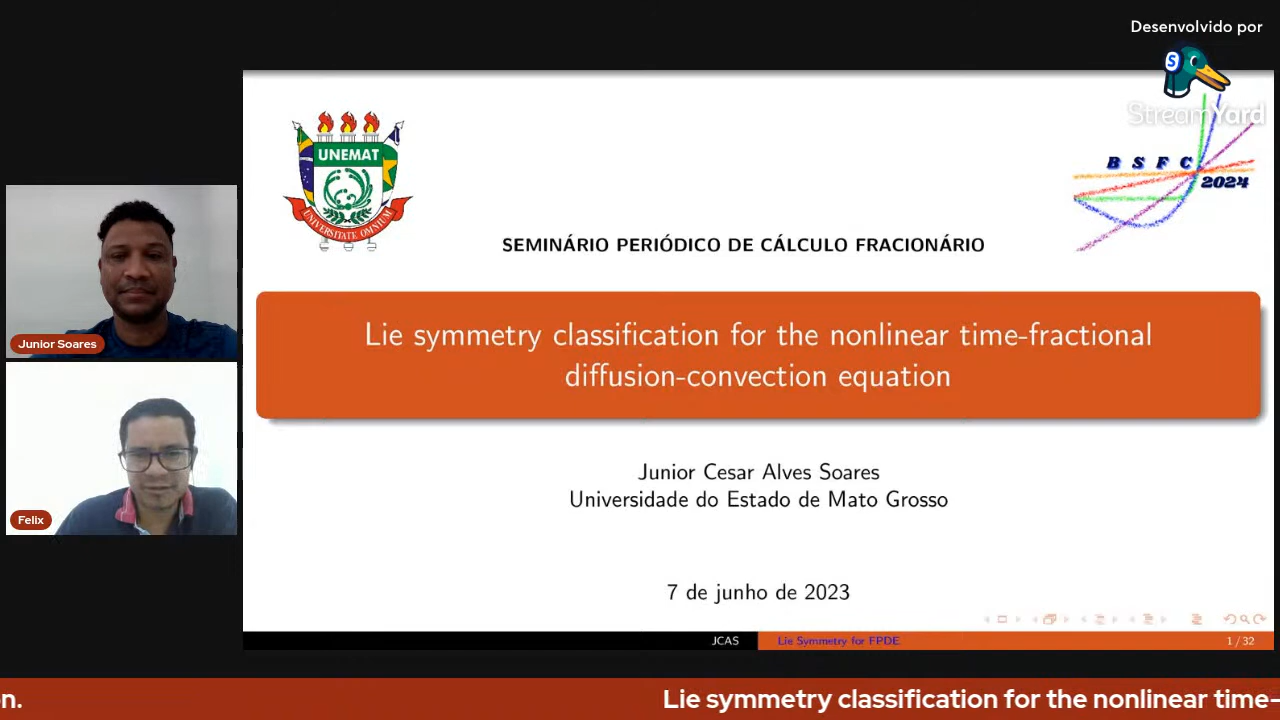 Desenvolvido por
S
StreamYard
UNEMAT
UNIVERSITATE OMNIUM
B S F C
2024
SEMINÁRIO PERIÓDICO DE CÁLCULO FRACIONÁRIO
Lie symmetry classification for the nonlinear time-fractional
diffusion-convection equation
Junior Soares
Felix
Junior Cesar Alves Soares
Universidade do Estado de Mato Grosso
7 de junho de 2023
JCAS
Lie Symmetry for FPDE
1 / 32
n.
Lie symmetry classification for the nonlinear time-